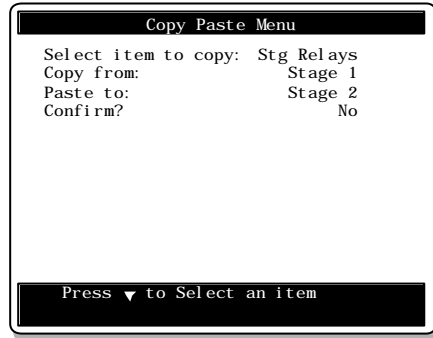 Copy Paste Menu
Select item to copy: Stg Relays
Copy from: Stage 1
Paste to: Stage 2
Confirm? No
Press ▼ to Select an item